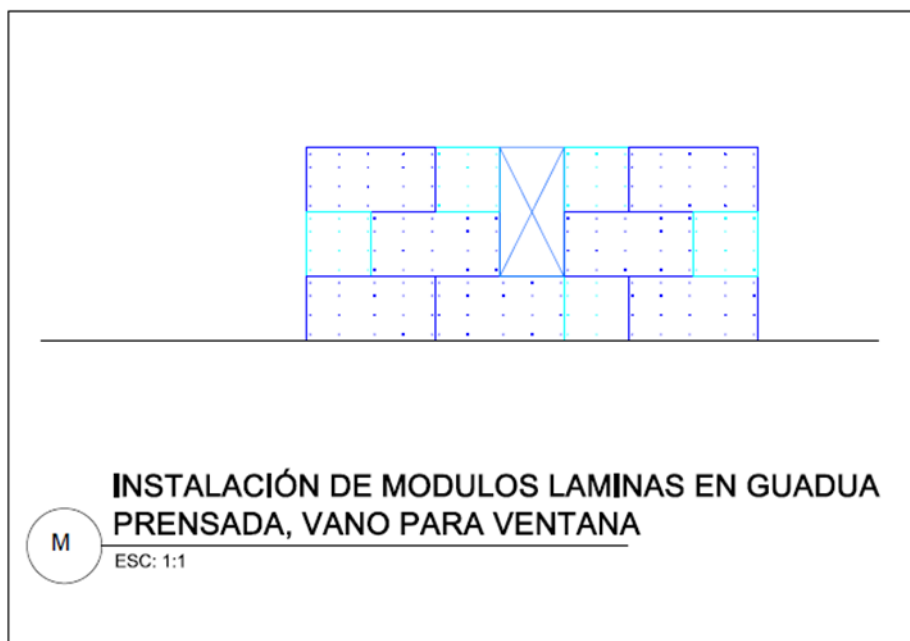 INSTALACIÓN DE MODULOS LAMINAS EN GUADUA
PRENSADA, VANO PARA VENTANA
M
ESC: 1:1